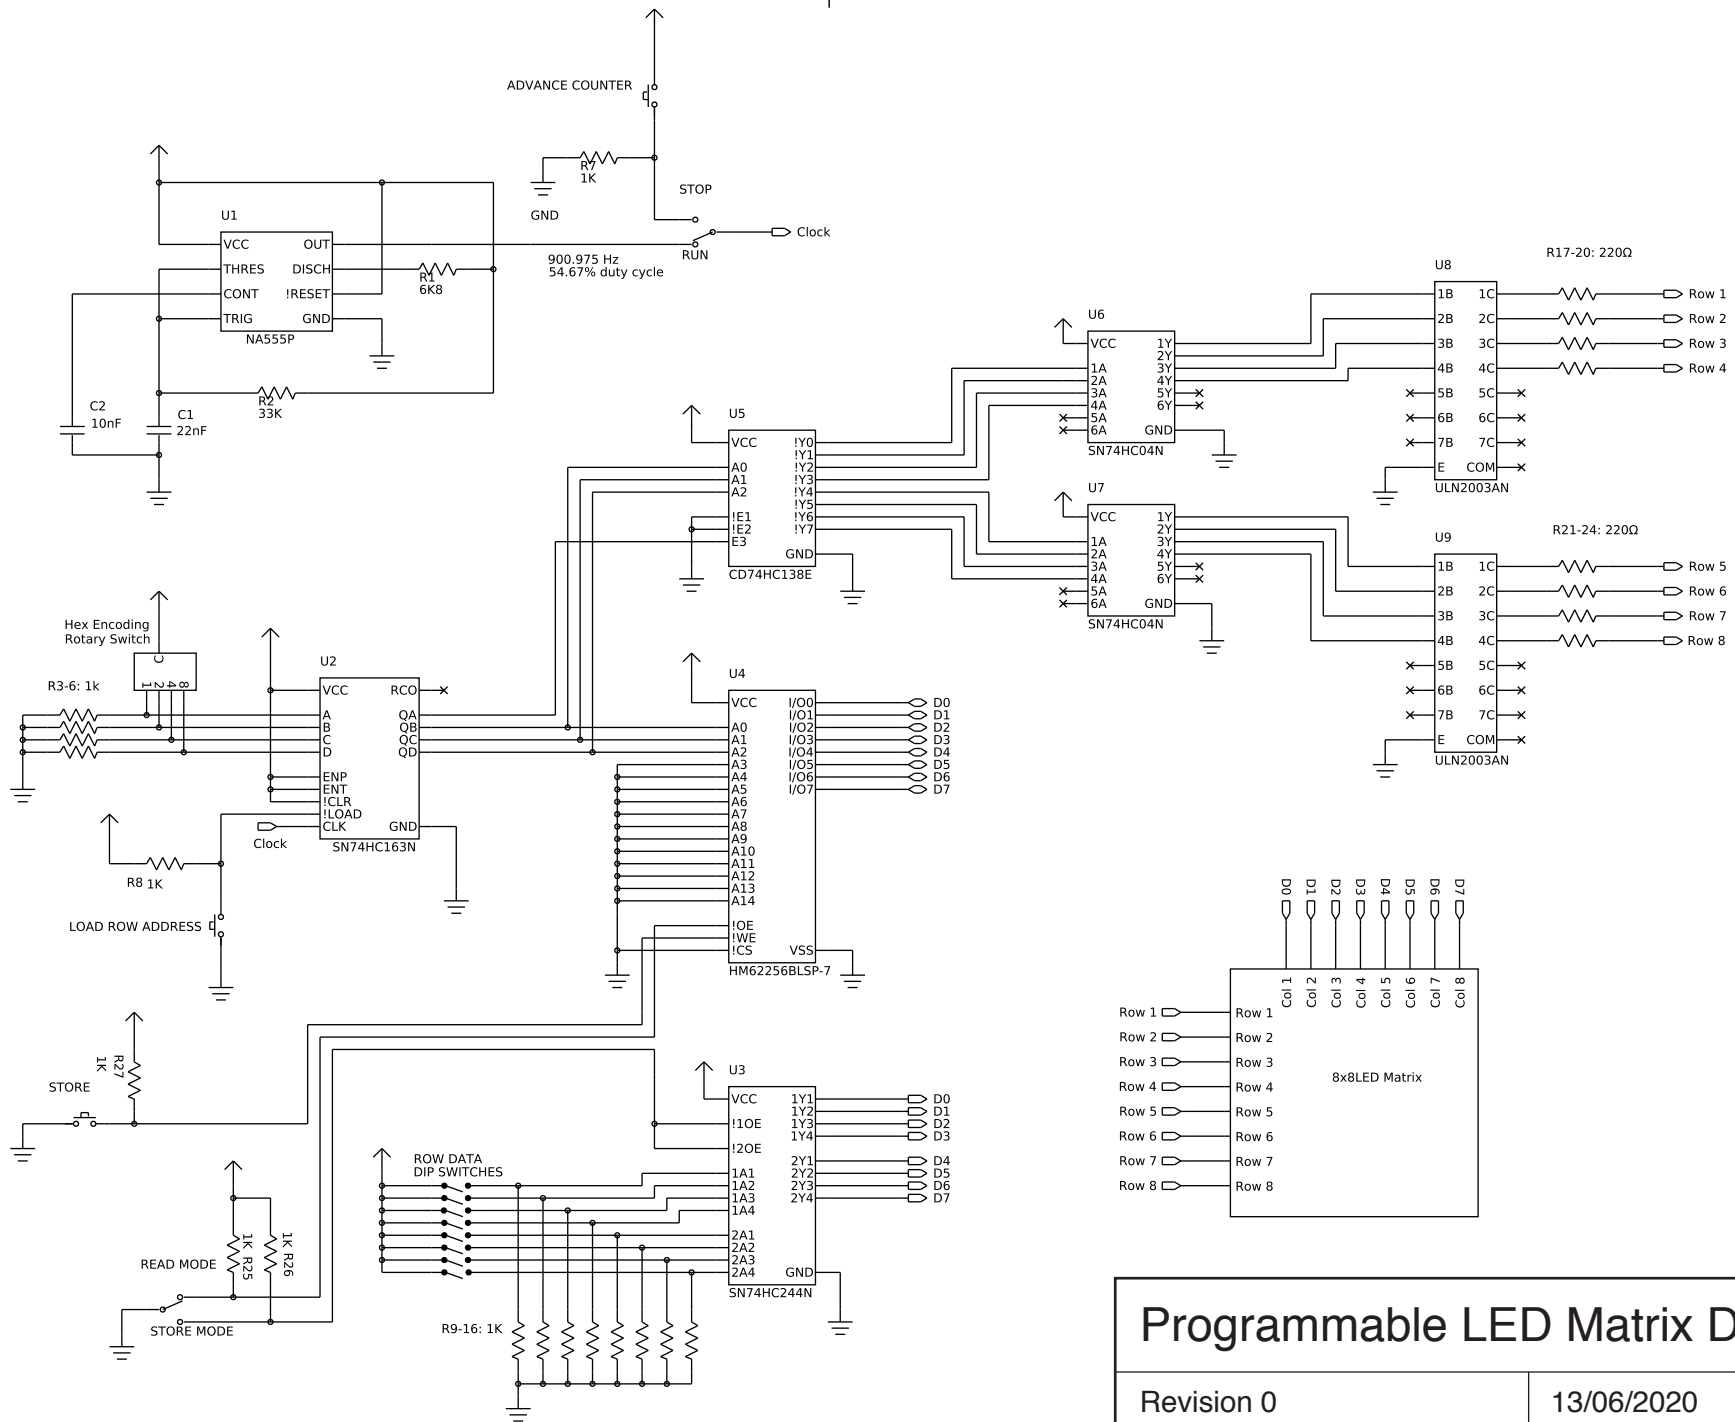 ADVANCE COUNTER
R7
1K
GND
STOP
RUN
Clock
900.975 Hz
54.67% duty cycle
U1
VCC
THRES
CONT
TRIG
OUT
DISCH
!RESET
GND
NA555P
R1
6K8
R2
33K
C2
10nF
C1
22nF
U5
VCC
A0
A1
A2
!E1
!E2
E3
!Y0
!Y1
!Y2
!Y3
!Y4
!Y5
!Y6
!Y7
GND
CD74HC138E
U6
VCC
1A
2A
3A
4A
5A
6A
1Y
2Y
3Y
4Y
5Y
6Y
GND
SN74HC04N
U7
VCC
1A
2A
3A
4A
5A
6A
1Y
2Y
3Y
4Y
5Y
6Y
GND
SN74HC04N
R17-20: 220Ω
U8
1B
2B
3B
4B
5B
6B
7B
E
1C
2C
3C
4C
5C
6C
7C
COM
ULN2003AN
Row 1
Row 2
Row 3
Row 4
R21-24: 220Ω
U9
1B
2B
3B
4B
5B
6B
7B
E
1C
2C
3C
4C
5C
6C
7C
COM
ULN2003AN
Row 5
Row 6
Row 7
Row 8
Hex Encoding
Rotary Switch
C
1 2 4 8
R3-6: 1k
U2
VCC
A
B
C
D
ENP
ENT
!CLR
!LOAD
CLK
RCO
QA
QB
QC
QD
GND
SN74HC163N
Clock
R8 1K
LOAD ROW ADDRESS
U4
VCC
A0
A1
A2
A3
A4
A5
A6
A7
A8
A9
A10
A11
A12
A13
A14
!OE
!WE
!CS
I/O0
I/O1
I/O2
I/O3
I/O4
I/O5
I/O6
I/O7
VSS
HM62256BLSP-7
D0
D1
D2
D3
D4
D5
D6
D7
R27
1K
STORE
READ MODE
STORE MODE
1K R25
1K R26
ROW DATA
DIP SWITCHES
R9-16: 1K
U3
VCC
!1OE
!2OE
1A1
1A2
1A3
1A4
2A1
2A2
2A3
2A4
1Y1
1Y2
1Y3
1Y4
2Y1
2Y2
2Y3
2Y4
GND
SN74HC244N
D0
D1
D2
D3
D4
D5
D6
D7
D0 D1 D2 D3 D4 D5 D6 D7
Col 1 Col 2 Col 3 Col 4 Col 5 Col 6 Col 7 Col 8
Row 1 Row 1
Row 2 Row 2
Row 3 Row 3
Row 4 Row 4
Row 5 Row 5
Row 6 Row 6
Row 7 Row 7
Row 8 Row 8
8x8LED Matrix
Programmable LED Matrix D
Revision 0
13/06/2020